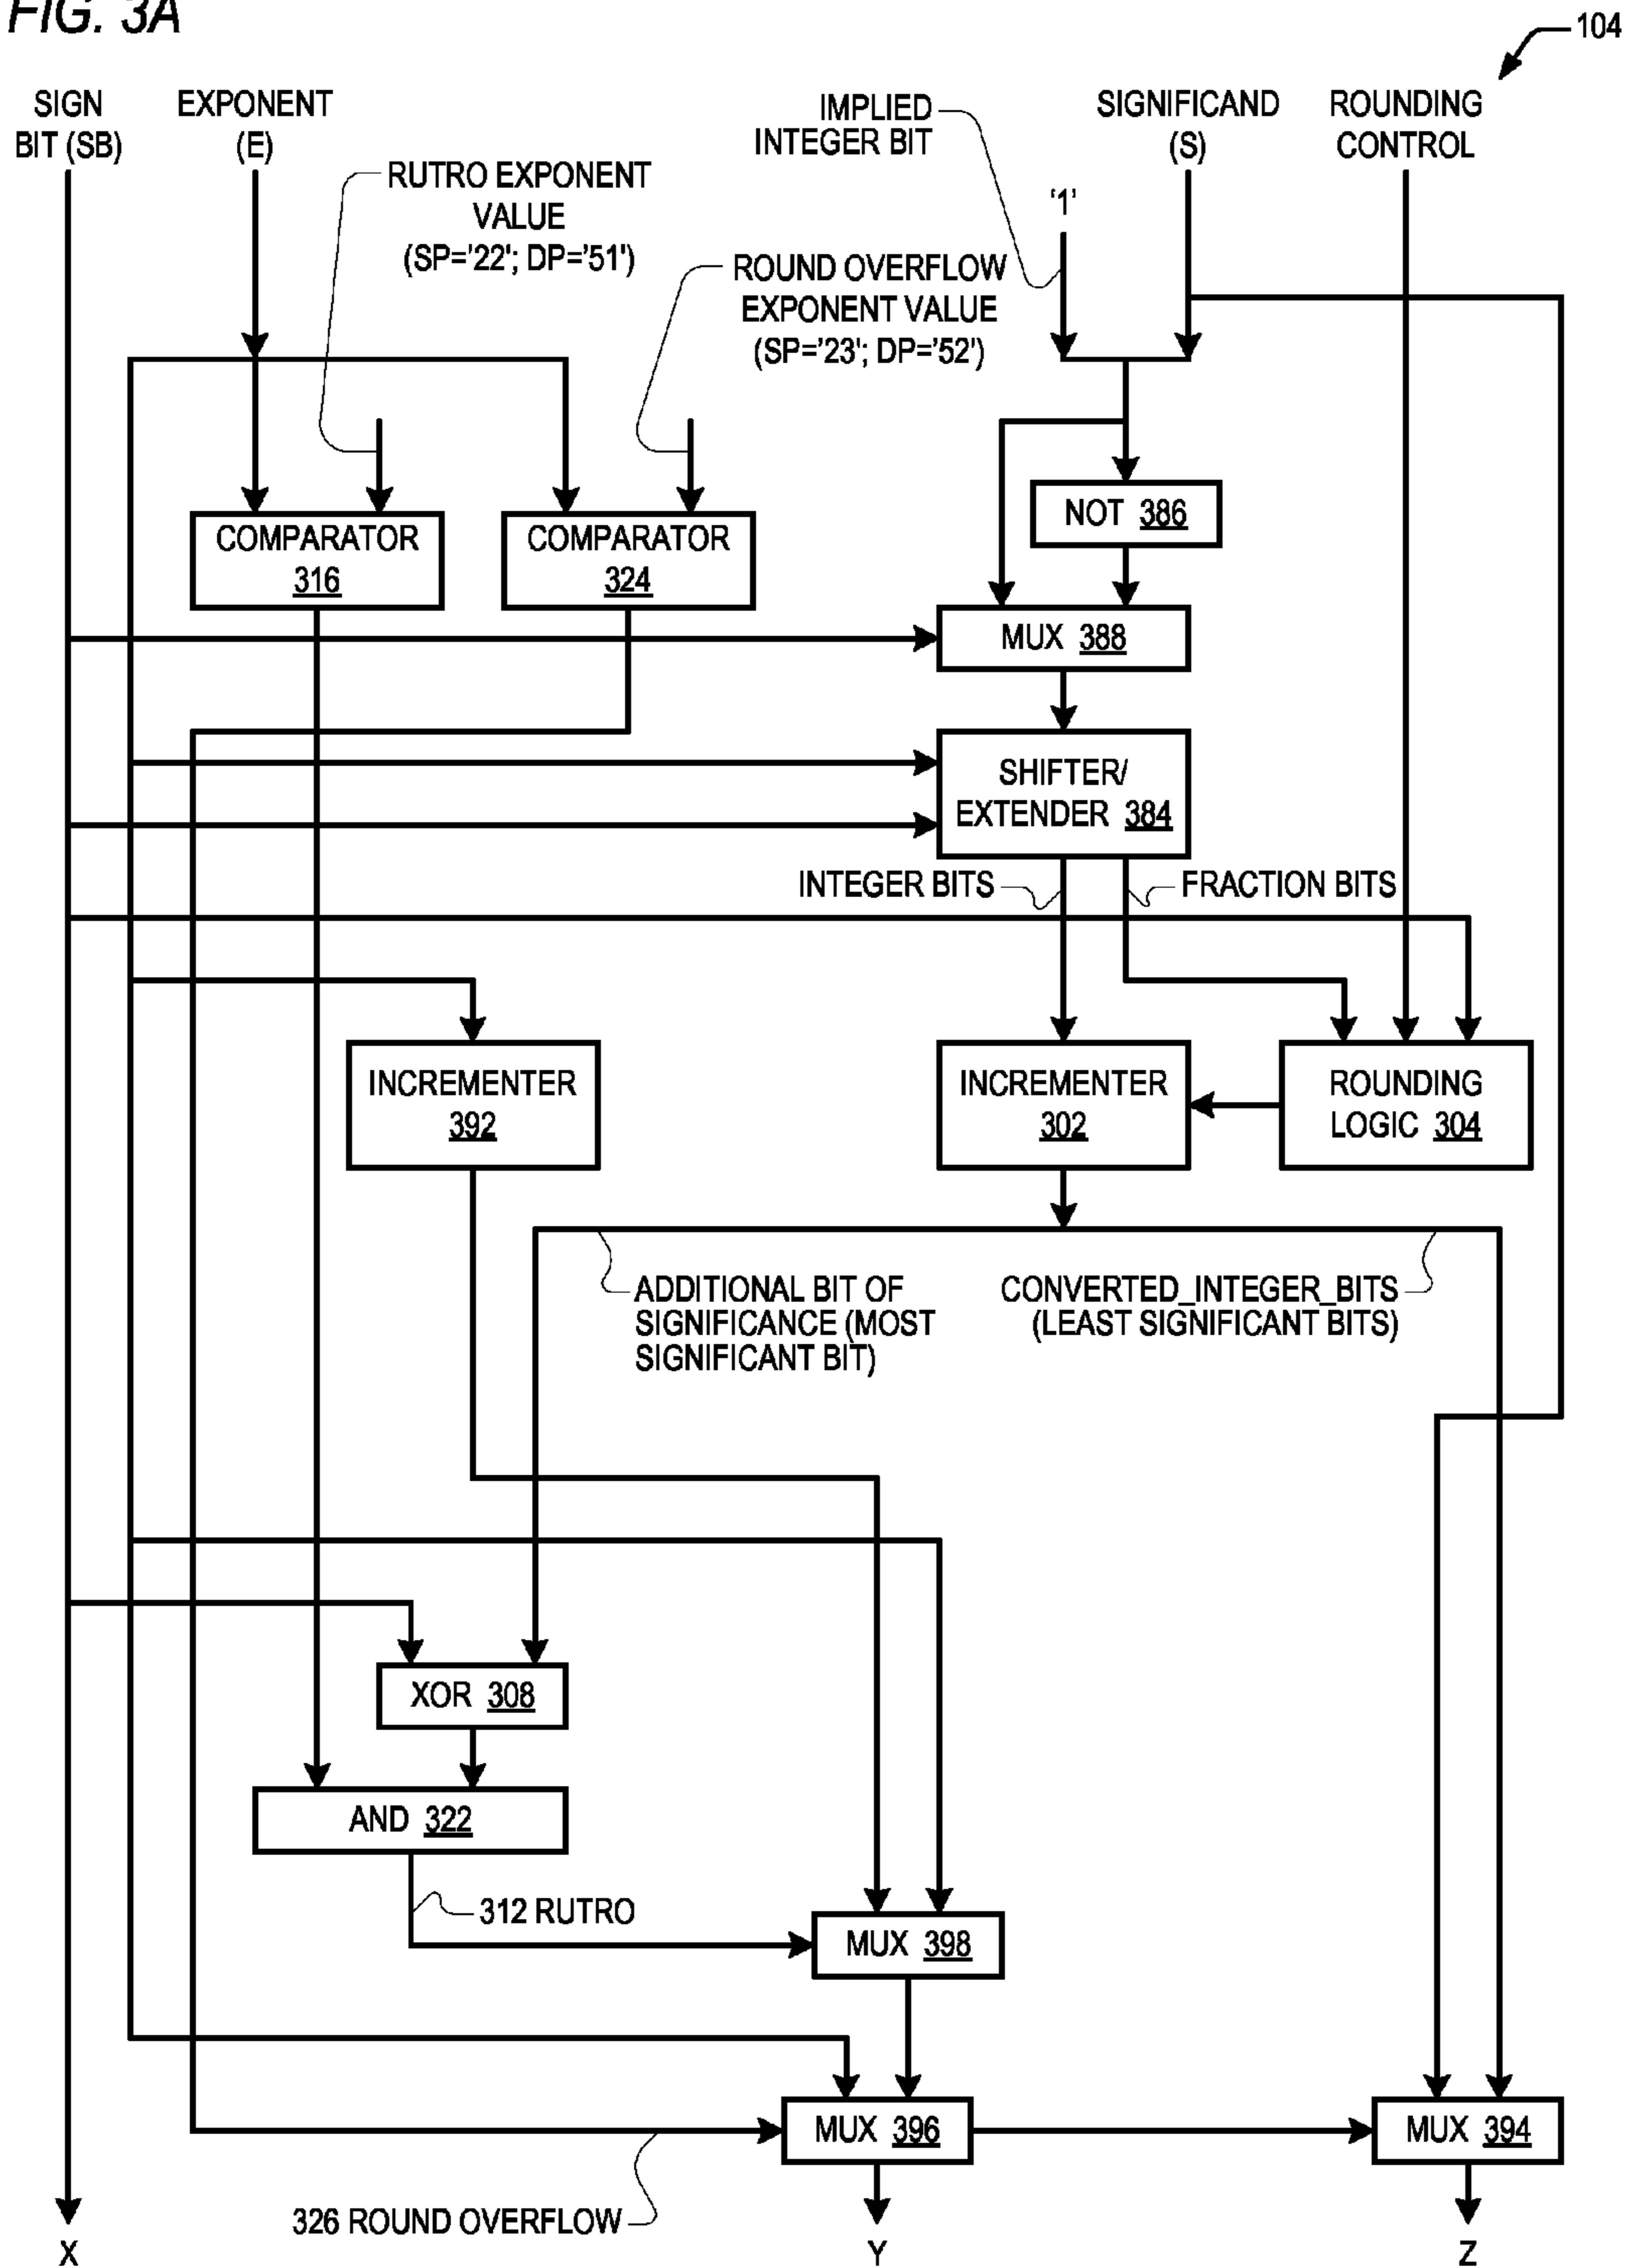 FIG. 3A
104
SIGN
BIT (SB)
EXPONENT
(E)
IMPLIED
INTEGER BIT
SIGNIFICAND
(S)
ROUNDING
CONTROL
RUTRO EXPONENT
VALUE
(SP='22'; DP='51')
'1'
ROUND OVERFLOW
EXPONENT VALUE
(SP='23'; DP='52')
COMPARATOR
316
COMPARATOR
324
NOT 386
MUX 388
SHIFTER/
EXTENDER 384
INTEGER BITS
FRACTION BITS
INCREMENTER
392
INCREMENTER
302
ROUNDING
LOGIC 304
ADDITIONAL BIT OF
SIGNIFICANCE (MOST
SIGNIFICANT BIT)
CONVERTED_INTEGER_BITS
(LEAST SIGNIFICANT BITS)
XOR 308
AND 322
312 RUTRO
MUX 398
MUX 396
MUX 394
326 ROUND OVERFLOW
X
Y
Z